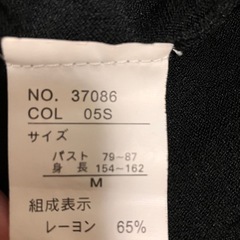 NO. 37086
COL 05S
サイズ
バスト 79~87
身長 154~162
M
組成表示
レーヨン 65%